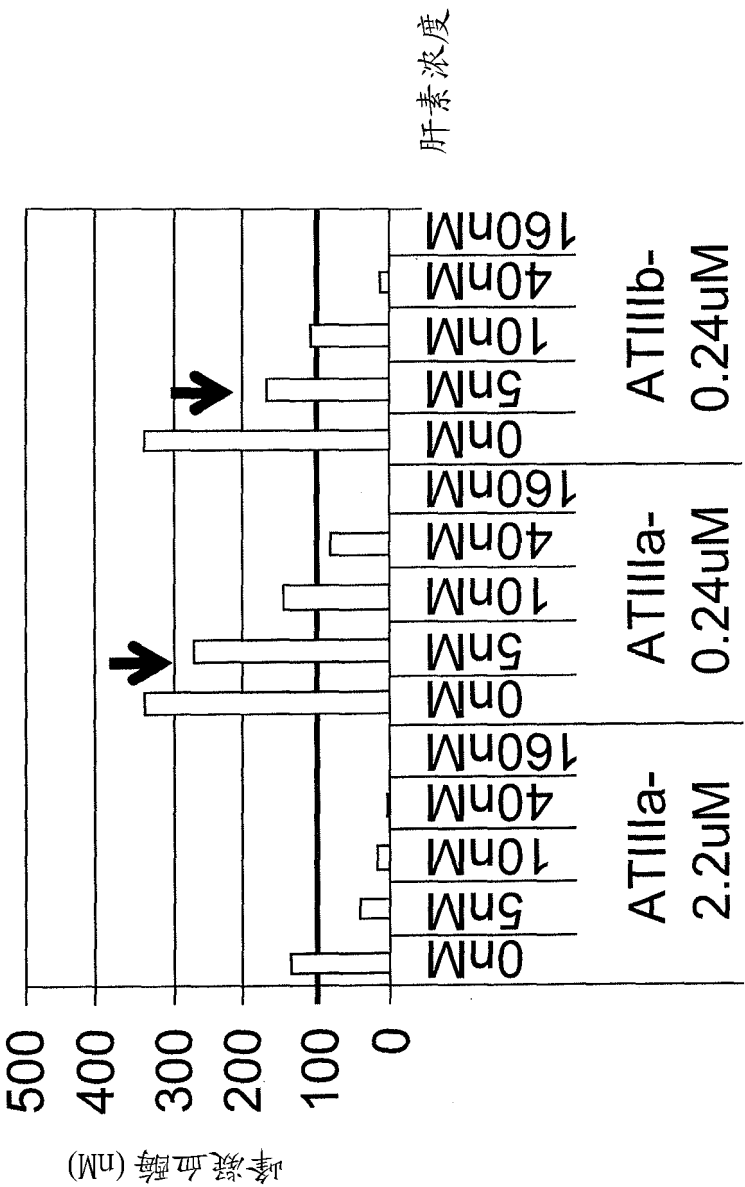 峰凝血酶 (nM)
500
400
300
200
100
0
0nM 5nM 10nM 40nM 160nM 0nM 5nM 10nM 40nM 160nM 0nM 5nM 10nM 40nM 160nM
肝素浓度
ATIIIa-
2.2uM
ATIIIa-
0.24uM
ATIIIb-
0.24uM